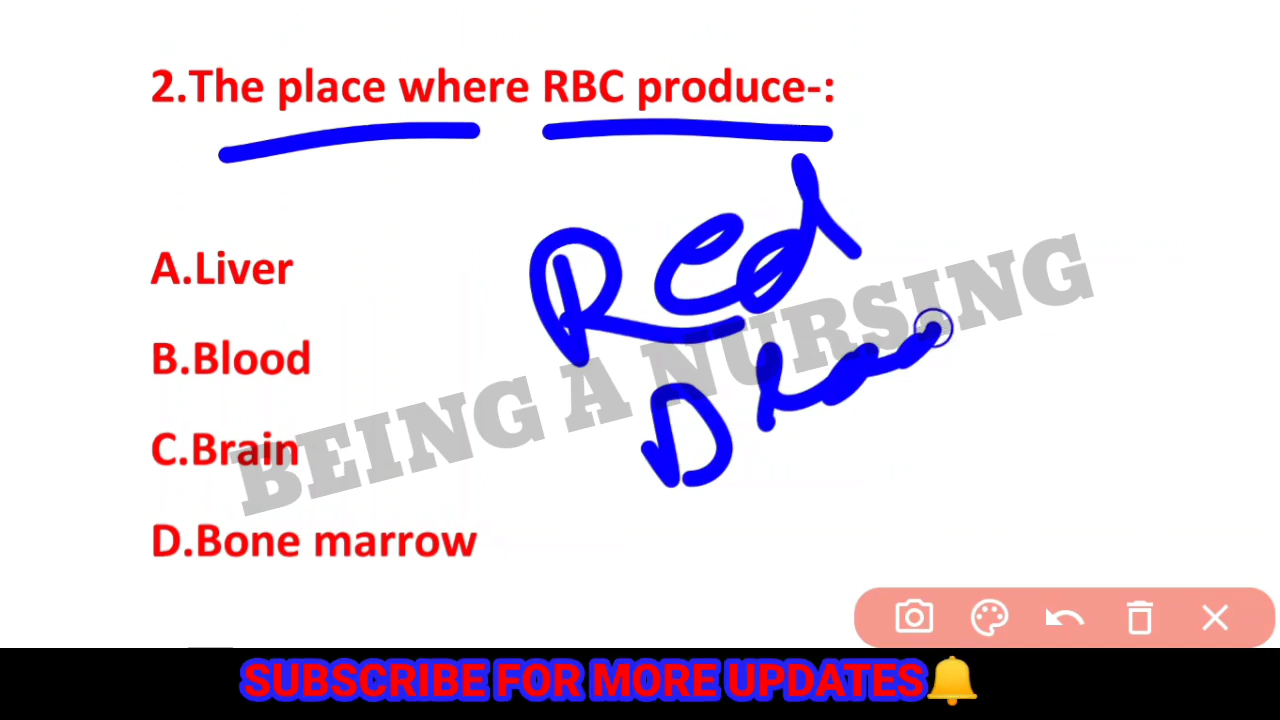 2.The place where RBC produce-:
A.Liver
Red
B.Blood
C.Brain
D.Bone marrow
BEING A NURSING
SUBSCRIBE FOR MORE UPDATES🔔